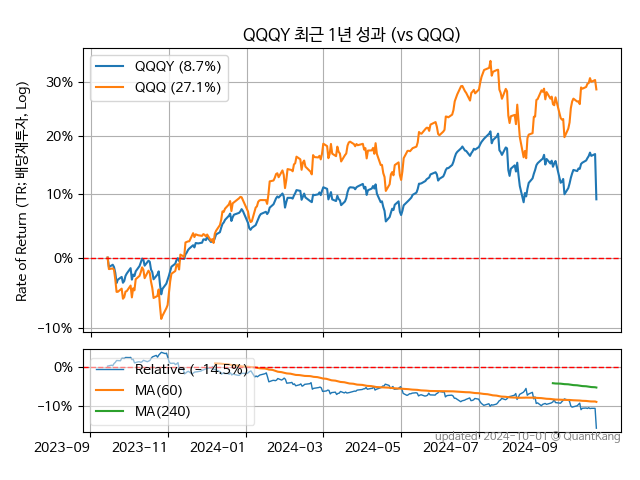 QQQY 최근 1년 성과 (vs QQQ)
Rate of Return (TR; 배당재투자, Log)
QQQY (8.7%)
QQQ (27.1%)
30%
20%
10%
0%
−10%
Relative (−14.5%)
MA(60)
MA(240)
0%
−10%
updated: 2024-10-01 © QuantKang
2023-09 2023-11 2024-01 2024-03 2024-05 2024-07 2024-09